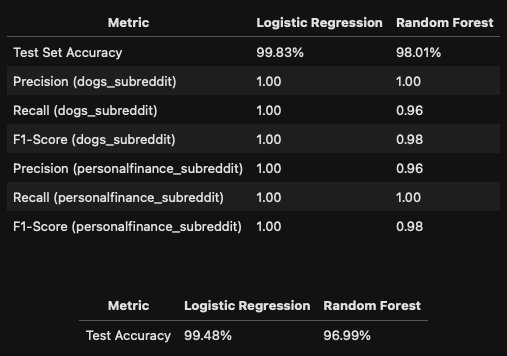 Metric Logistic Regression Random Forest
Test Set Accuracy 99.83% 98.01%
Precision (dogs_subreddit) 1.00 1.00
Recall (dogs_subreddit) 1.00 0.96
F1-Score (dogs_subreddit) 1.00 0.98
Precision (personalfinance_subreddit) 1.00 0.96
Recall (personalfinance_subreddit) 1.00 1.00
F1-Score (personalfinance_subreddit) 1.00 0.98
Metric Logistic Regression Random Forest
Test Accuracy 99.48% 96.99%